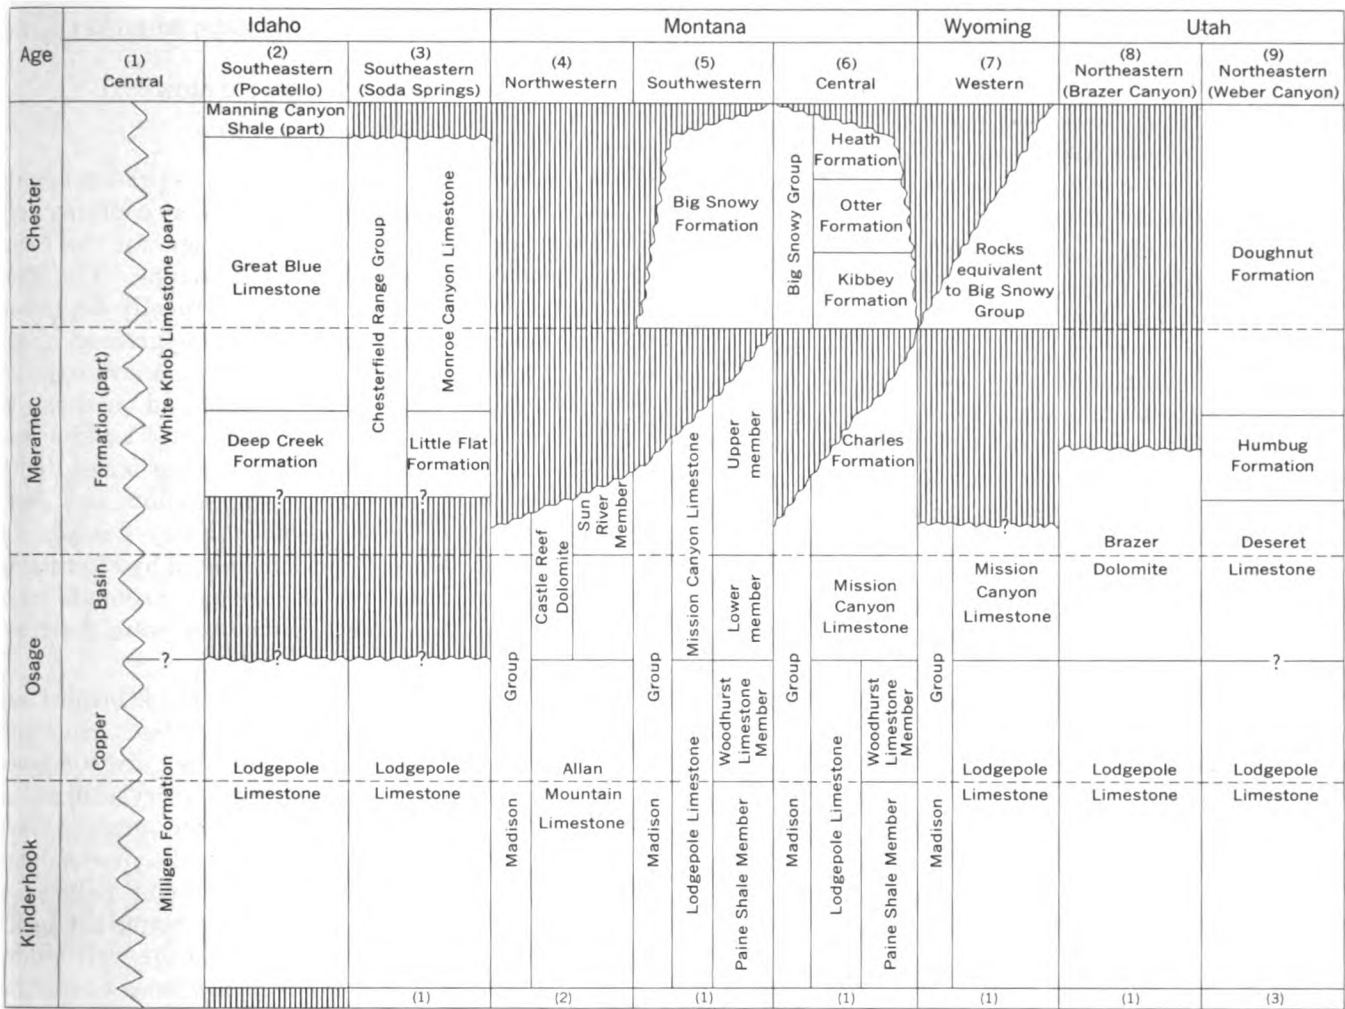 Idaho
Montana
Wyoming
Utah
Age
(1)
Central
(2)
Southeastern
(Pocatello)
(3)
Southeastern
(Soda Springs)
(4)
Northwestern
(5)
Southwestern
(6)
Central
(7)
Western
(8)
Northeastern
(Brazer Canyon)
(9)
Northeastern
(Weber Canyon)
Chester
Meramec
Osage
Kinderhook
Copper Basin Formation (part)
White Knob Limestone (part)
?
Milligen Formation
Manning Canyon
Shale (part)
Great Blue
Limestone
Deep Creek
Formation
?
?
Lodgepole
Limestone
Chesterfield Range Group
Monroe Canyon Limestone
Little Flat
Formation
?
?
Lodgepole
Limestone
(1)
Madison Group
Castle Reef
Dolomite
Sun
River
Member
Allan
Mountain
Limestone
(2)
Big Snowy
Formation
Madison Group
Mission Canyon Limestone
Upper
member
Lower
member
Lodgepole Limestone
Woodhurst
Limestone
Member
Paine Shale Member
(1)
Big Snowy Group
Heath
Formation
Otter
Formation
Kibbey
Formation
Charles
Formation
Madison Group
Mission
Canyon
Limestone
Lodgepole Limestone
Woodhurst
Limestone
Member
Paine Shale Member
(1)
Rocks
equivalent
to Big Snowy
Group
?
Madison Group
Mission
Canyon
Limestone
Lodgepole
Limestone
(1)
Brazer
Dolomite
Lodgepole
Limestone
(1)
Doughnut
Formation
Humbug
Formation
Deseret
Limestone
?
Lodgepole
Limestone
(3)